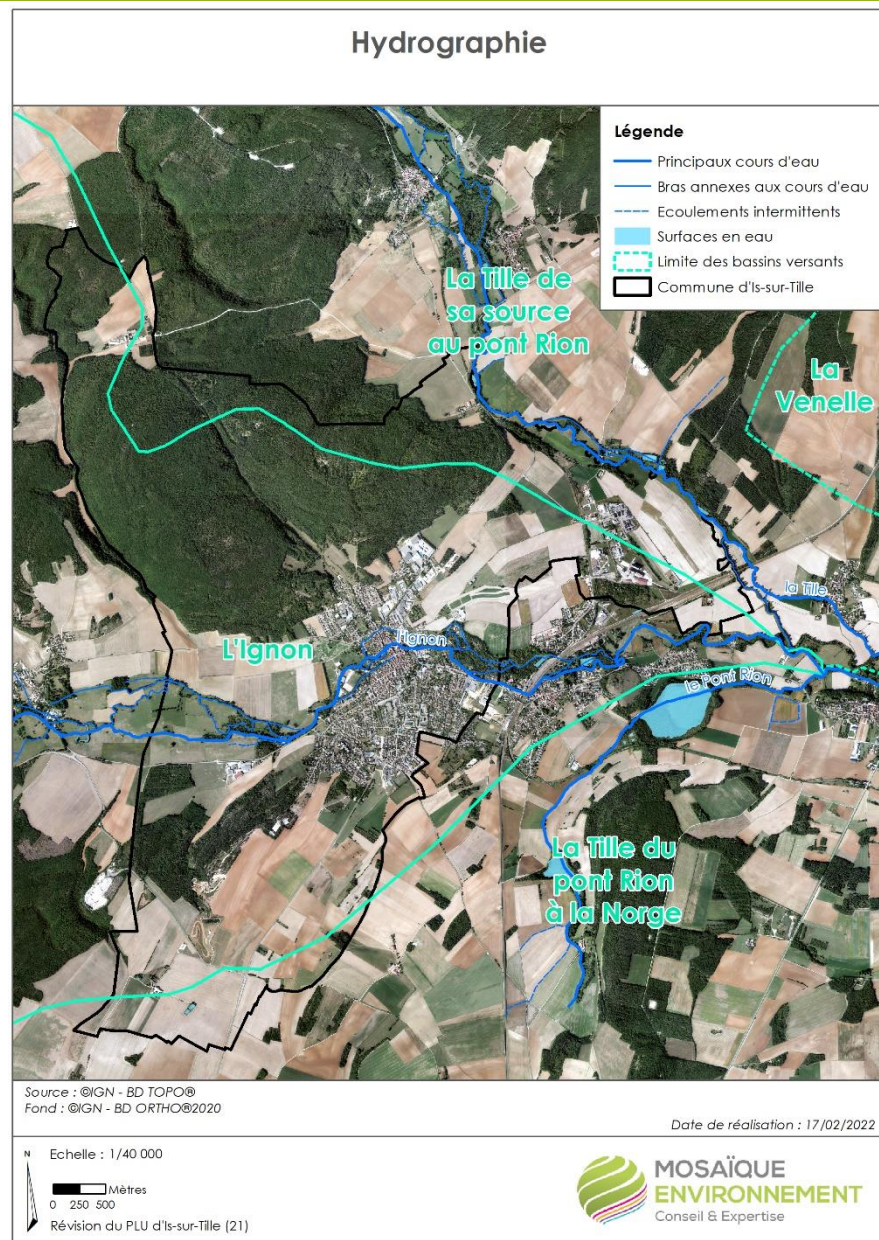 Hydrographie
Légende
Principaux cours d'eau
Bras annexes aux cours d'eau
Ecoulements intermittents
Surfaces en eau
Limite des bassins versants
Commune d'Is-sur-Tille
La Tille de
sa source
au pont Rion
La
Venelle
la Tille
L'Ignon
l'Ignon
le Pont Rion
La Tille du
pont Rion
à la Norge
Source : ©IGN - BD TOPO®
Fond : ©IGN - BD ORTHO®2020
Date de réalisation : 17/02/2022
N
Echelle : 1/40 000
Mètres
0 250 500
Révision du PLU d'Is-sur-Tille (21)
MOSAÏQUE
ENVIRONNEMENT
Conseil & Expertise